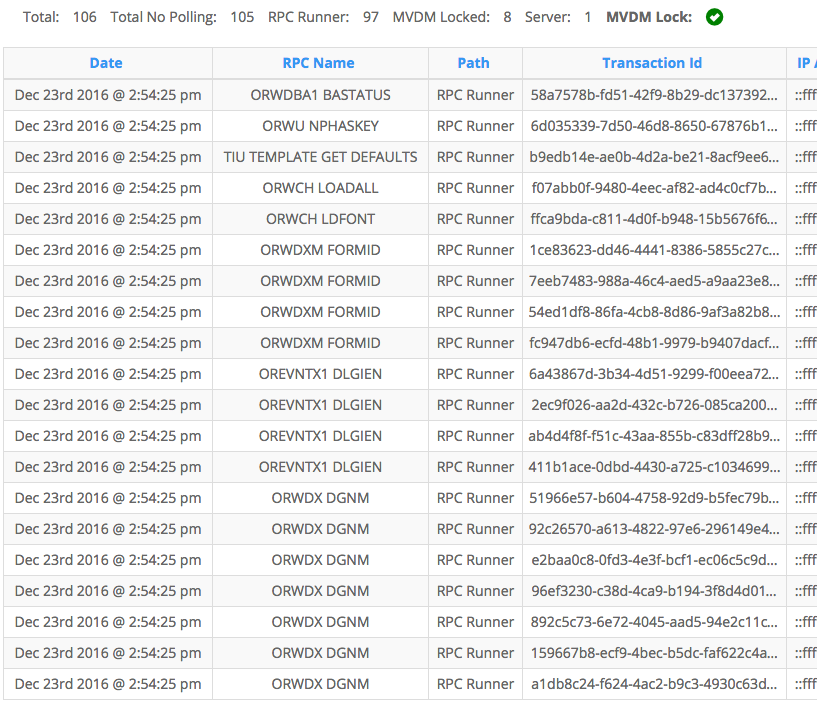 Total: 106 Total No Polling: 105 RPC Runner: 97 MVDM Locked: 8 Server: 1 MVDM Lock:
Date RPC Name Path Transaction Id IP
Dec 23rd 2016 @ 2:54:25 pm ORWDBA1 BASTATUS RPC Runner 58a7578b-fd51-42f9-8b29-dc137392... ::fff
Dec 23rd 2016 @ 2:54:25 pm ORWU NPHASKEY RPC Runner 6d035339-7d50-46d8-8650-67876b1... ::fff
Dec 23rd 2016 @ 2:54:25 pm TIU TEMPLATE GET DEFAULTS RPC Runner b9edb14e-ae0b-4d2a-be21-8acf9ee6... ::fff
Dec 23rd 2016 @ 2:54:25 pm ORWCH LOADALL RPC Runner f07abb0f-9480-4eec-af82-ad4c0cf7b... ::fff
Dec 23rd 2016 @ 2:54:25 pm ORWCH LDFONT RPC Runner ffca9bda-c811-4d0f-b948-15b5676f6... ::fff
Dec 23rd 2016 @ 2:54:25 pm ORWDXM FORMID RPC Runner 1ce83623-dd46-4441-8386-5855c27c... ::fff
Dec 23rd 2016 @ 2:54:25 pm ORWDXM FORMID RPC Runner 7eeb7483-988a-46c4-aed5-a9aa23e8... ::fff
Dec 23rd 2016 @ 2:54:25 pm ORWDXM FORMID RPC Runner 54ed1df8-86fa-4cb8-8d86-9af3a82b8... ::fff
Dec 23rd 2016 @ 2:54:25 pm ORWDXM FORMID RPC Runner fc947db6-ecfd-48b1-9979-b9407dacf... ::fff
Dec 23rd 2016 @ 2:54:25 pm OREVNTX1 DLGIEN RPC Runner 6a43867d-3b34-4d51-9299-f00eea72... ::fff
Dec 23rd 2016 @ 2:54:25 pm OREVNTX1 DLGIEN RPC Runner 2ec9f026-aa2d-432c-b726-085ca200... ::fff
Dec 23rd 2016 @ 2:54:25 pm OREVNTX1 DLGIEN RPC Runner ab4d4f8f-f51c-43aa-855b-c83dff28b9... ::fff
Dec 23rd 2016 @ 2:54:25 pm OREVNTX1 DLGIEN RPC Runner 411b1ace-0dbd-4430-a725-c1034699... ::fff
Dec 23rd 2016 @ 2:54:25 pm ORWDX DGNM RPC Runner 51966e57-b604-4758-92d9-b5fec79b... ::fff
Dec 23rd 2016 @ 2:54:25 pm ORWDX DGNM RPC Runner 92c26570-a613-4822-97e6-296149e4... ::fff
Dec 23rd 2016 @ 2:54:25 pm ORWDX DGNM RPC Runner e2baa0c8-0fd3-4e3f-bcf1-ec06c5c9d... ::fff
Dec 23rd 2016 @ 2:54:25 pm ORWDX DGNM RPC Runner 96ef3230-c38d-4ca9-b194-3f8d4d01... ::fff
Dec 23rd 2016 @ 2:54:25 pm ORWDX DGNM RPC Runner 892c5c73-6e72-4045-aad5-94e2c11c... ::fff
Dec 23rd 2016 @ 2:54:25 pm ORWDX DGNM RPC Runner 159667b8-ecf9-4bec-b5dc-faf622c4a... ::fff
Dec 23rd 2016 @ 2:54:25 pm ORWDX DGNM RPC Runner a1db8c24-f624-4ac2-b9c3-4930c63d... ::fff